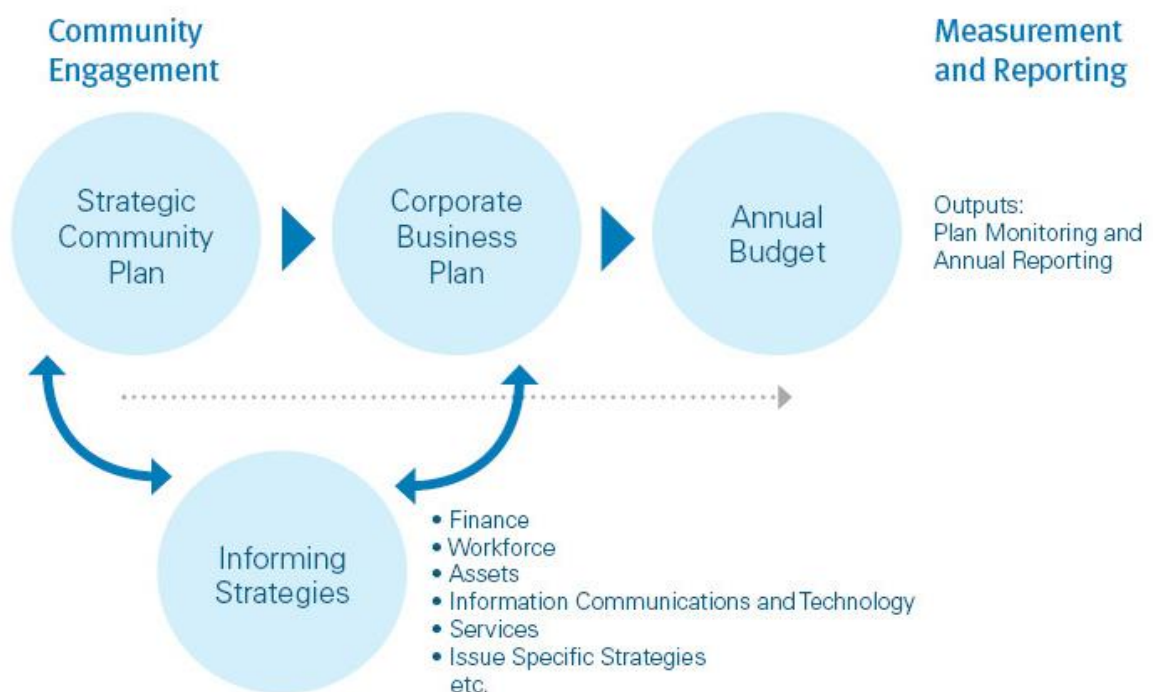 Community
Engagement
Measurement
and Reporting
Strategic
Community
Plan
Corporate
Business
Plan
Annual
Budget
Outputs:
Plan Monitoring and
Annual Reporting
Informing
Strategies
• Finance
• Workforce
• Assets
• Information Communications and Technology
• Services
• Issue Specific Strategies
etc.